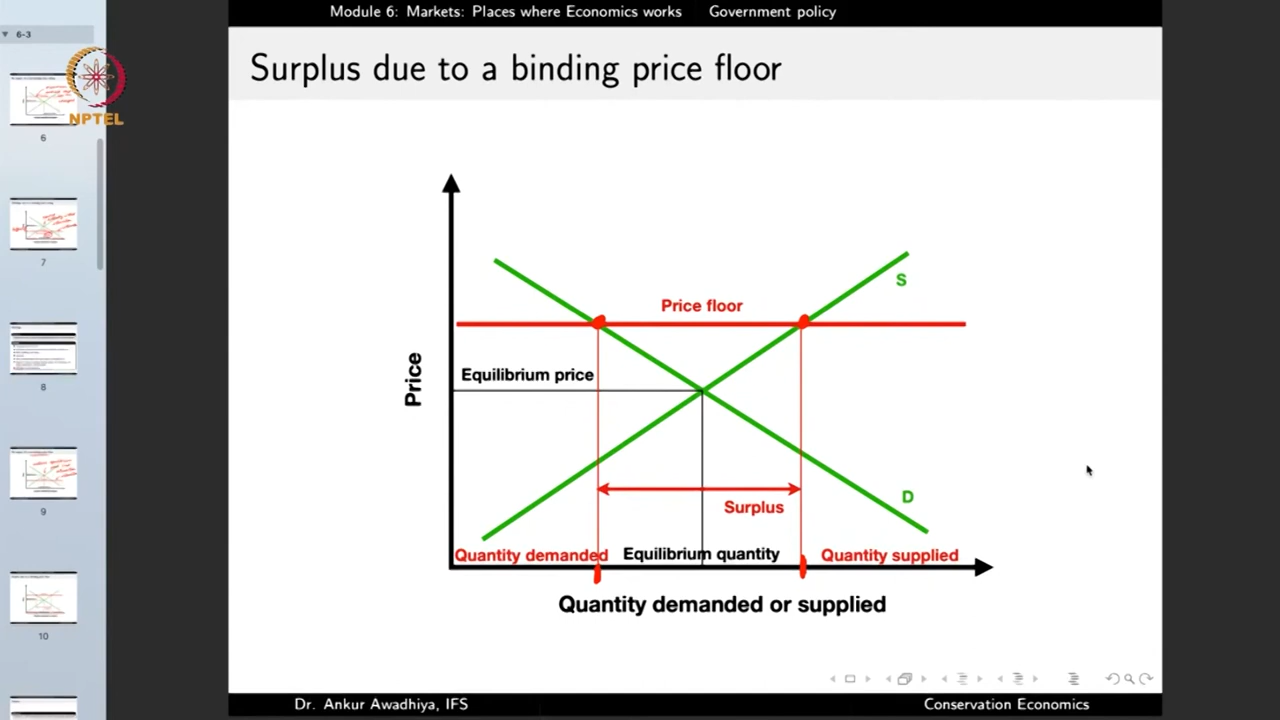 Module 6: Markets: Places where Economics works Government policy
6-3
NPTEL
6
7
8
9
10
Surplus due to a binding price floor
S
Price floor
Equilibrium price
Price
D
Surplus
Quantity demanded Equilibrium quantity Quantity supplied
Quantity demanded or supplied
Dr. Ankur Awadhiya, IFS Conservation Economics